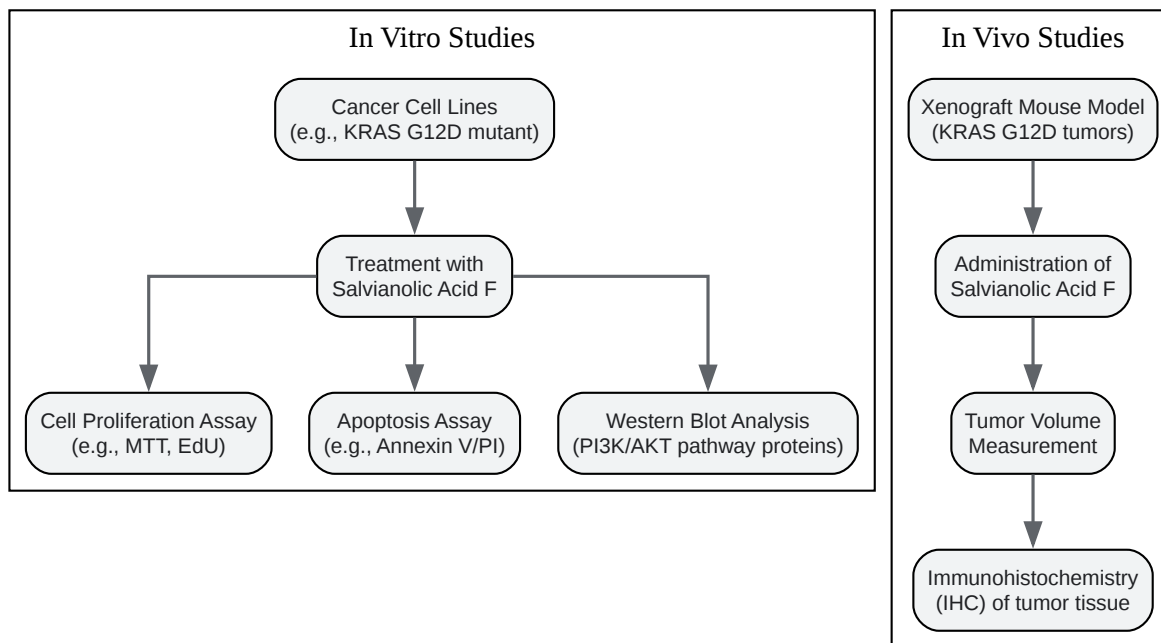 In Vitro Studies
Cancer Cell Lines
(e.g., KRAS G12D mutant)
Treatment with
Salvianolic Acid F
Cell Proliferation Assay
(e.g., MTT, EdU)
Apoptosis Assay
(e.g., Annexin V/PI)
Western Blot Analysis
(PI3K/AKT pathway proteins)
In Vivo Studies
Xenograft Mouse Model
(KRAS G12D tumors)
Administration of
Salvianolic Acid F
Tumor Volume
Measurement
Immunohistochemistry
(IHC) of tumor tissue